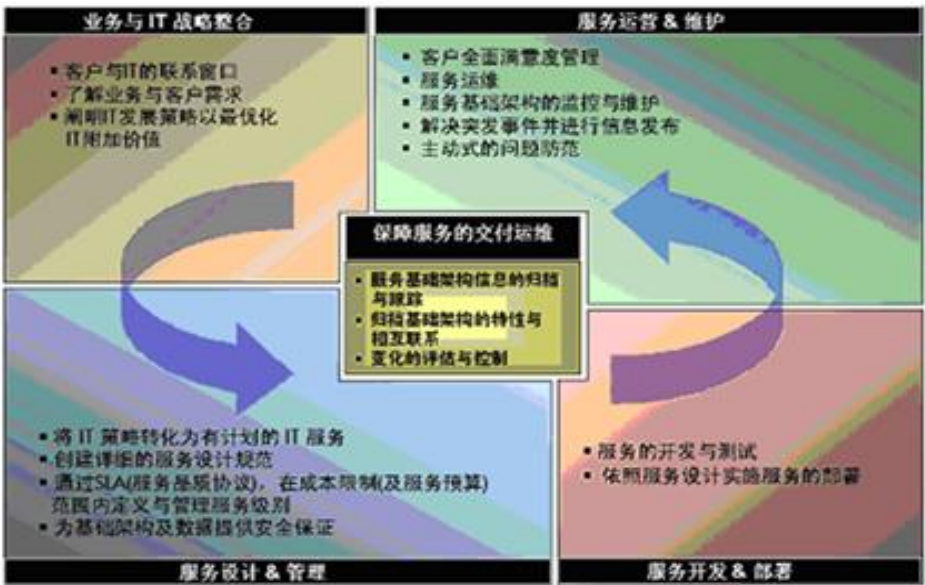 业务与 IT 战略整合
▪ 客户与IT的联系窗口
▪ 了解业务与客户需求
▪ 阐明IT发展策略以最优化
IT附加价值
服务运营 & 维护
▪ 客户全面满意度管理
▪ 服务运维
▪ 服务基础架构的监控与维护
▪ 解决突发事件并进行信息发布
▪ 主动式的问题防范
保障服务的交付运维
▪ 服务基础架构信息的归档
与跟踪
▪ 归档基础架构的特性与
相互联系
▪ 变化的评估与控制
▪ 将 IT 策略转化为有计划的 IT 服务
▪ 创建详细的服务设计规范
▪ 通过SLA(服务品质协议), 在成本限制(及服务预算)
范围内定义与管理服务级别
▪ 为基础架构及数据提供安全保证
服务设计 & 管理
▪ 服务的开发与测试
▪ 依照服务设计实施服务的部署
服务开发 & 部署